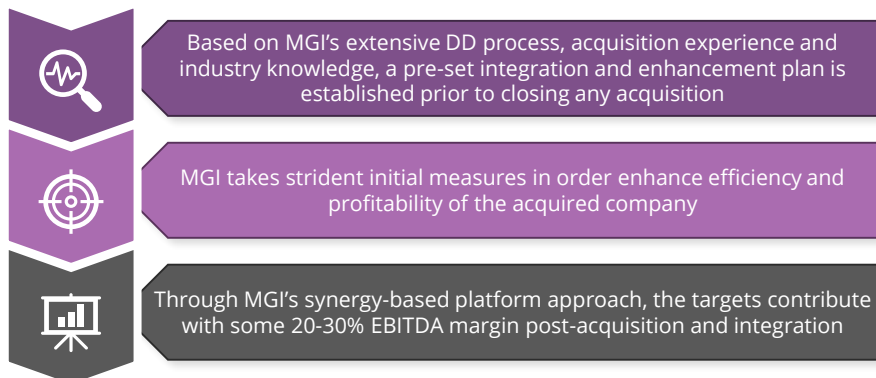 Based on MGI’s extensive DD process, acquisition experience and
industry knowledge, a pre-set integration and enhancement plan is
established prior to closing any acquisition
MGI takes strident initial measures in order enhance efficiency and
profitability of the acquired company
Through MGI’s synergy-based platform approach, the targets contribute
with some 20-30% EBITDA margin post-acquisition and integration